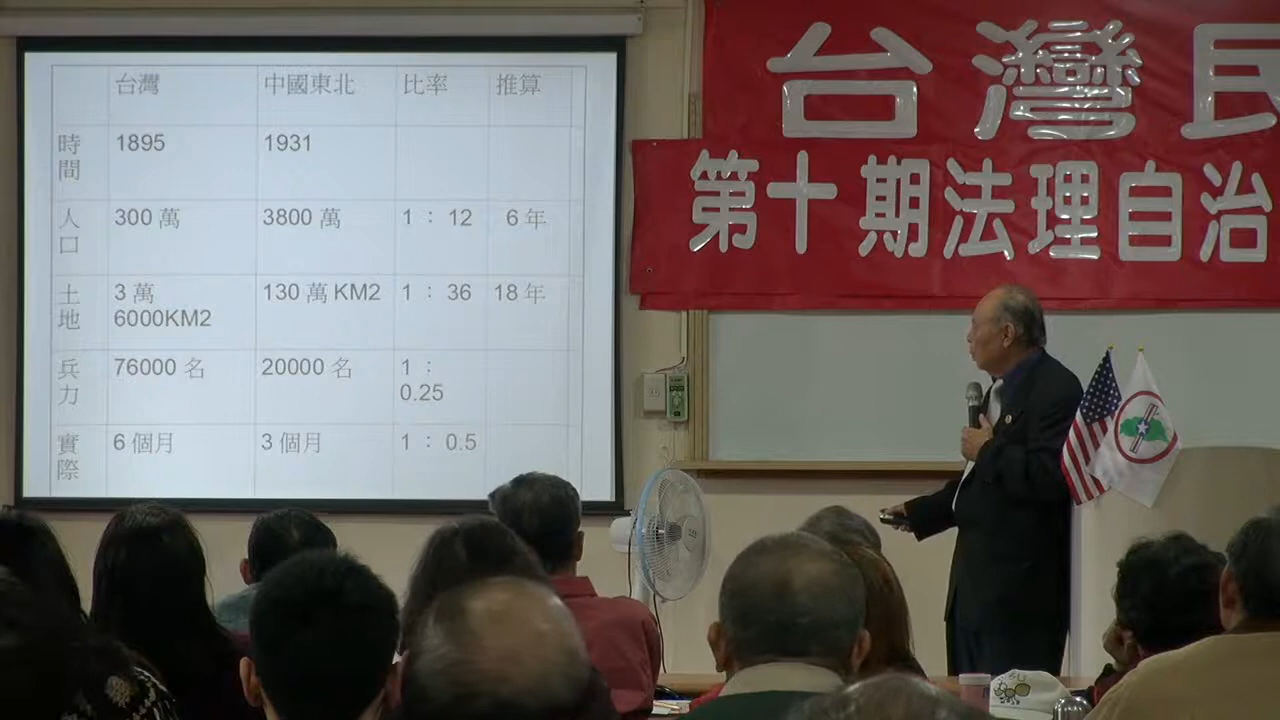 台灣 中國東北 比率 推算
時間 1895 1931
人口 300 萬 3800 萬 1 : 12 6 年
土地 3 萬 6000KM2 130 萬 KM2 1 : 36 18 年
兵力 76000 名 20000 名 1 : 0.25
實際 6 個月 3 個月 1 : 0.5
台灣民
第十期法理自治